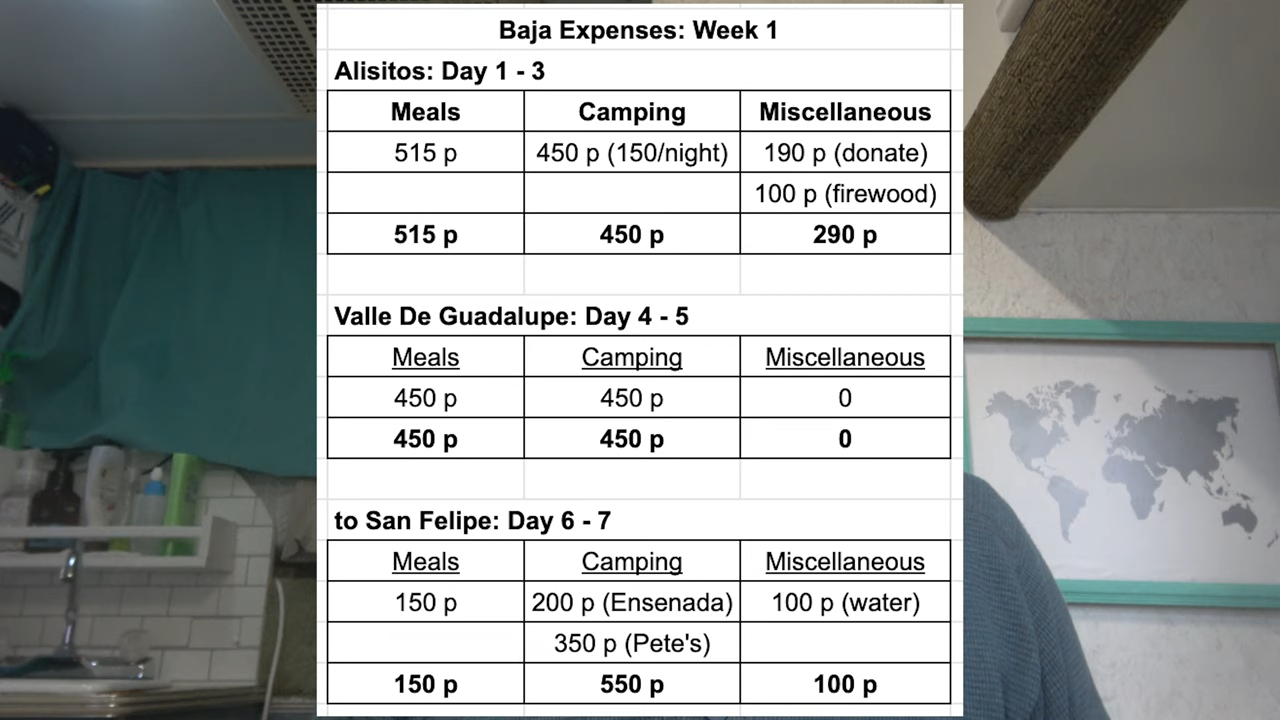 Baja Expenses: Week 1
Alisitos: Day 1 - 3
Meals Camping Miscellaneous
515 p 450 p (150/night) 190 p (donate)
100 p (firewood)
515 p 450 p 290 p
Valle De Guadalupe: Day 4 - 5
Meals Camping Miscellaneous
450 p 450 p 0
450 p 450 p 0
to San Felipe: Day 6 - 7
Meals Camping Miscellaneous
150 p 200 p (Ensenada) 100 p (water)
350 p (Pete's)
150 p 550 p 100 p